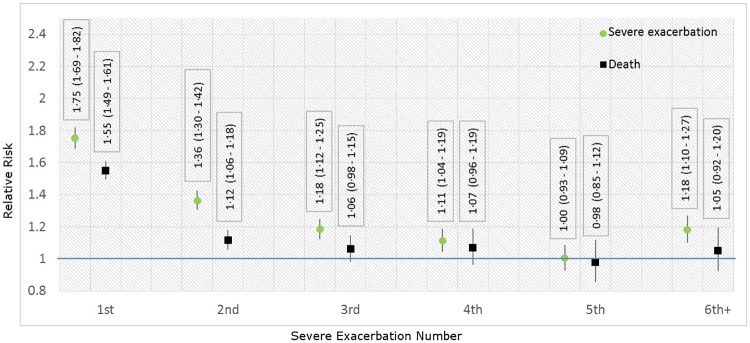 2.4
2.2
2
1.8
1.6
1.4
1.2
1
0.8
Relative Risk
Severe exacerbation
Death
1·75 (1·69 - 1·82)
1·55 (1·49 - 1·61)
1·36 (1·30 - 1·42)
1·12 (1·06 - 1·18)
1·18 (1·12 - 1·25)
1·06 (0·98 - 1·15)
1·11 (1·04 - 1·19)
1·07 (0·96 - 1·19)
1·00 (0·93 - 1·09)
0·98 (0·85 - 1·12)
1·18 (1·10 - 1·27)
1·05 (0·92 - 1·20)
1st 2nd 3rd 4th 5th 6th+
Severe Exacerbation Number